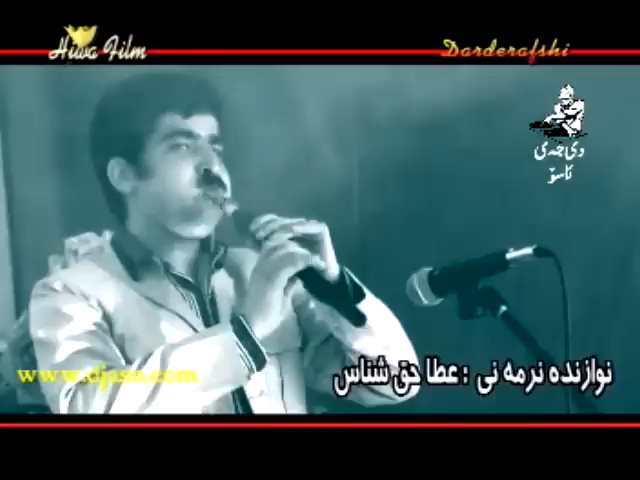 Hiwa Film
Darderafshi
دی جەی
ئاسۆ
www.djaso.com
نوازنده نرمه نی : عطا حق شناس